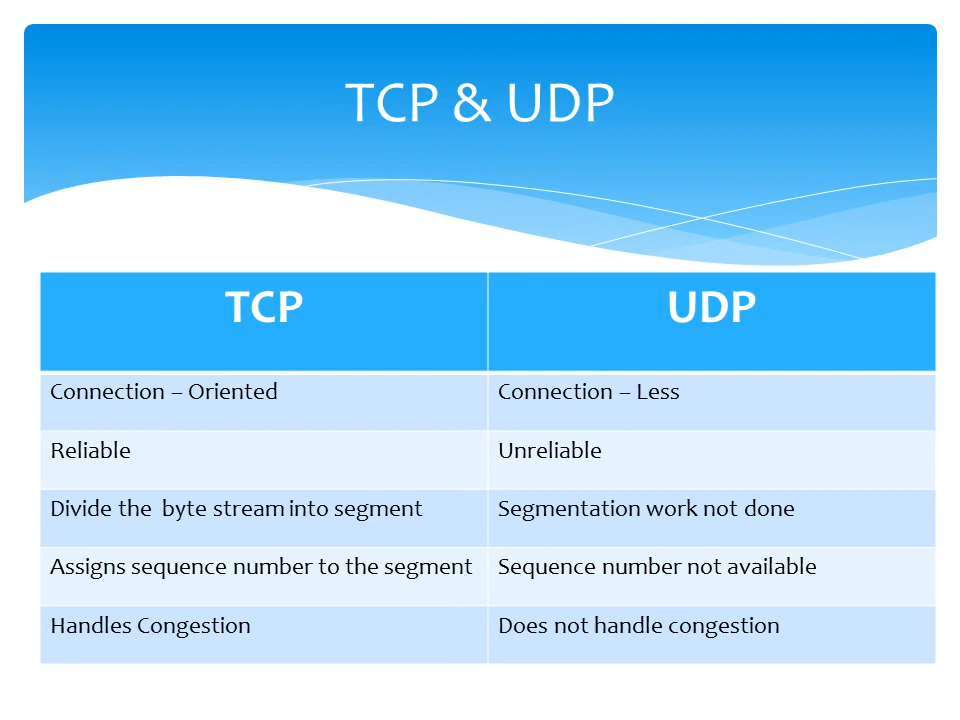 TCP & UDP
TCP
UDP
Connection – Oriented
Connection – Less
Reliable
Unreliable
Divide the byte stream into segment
Segmentation work not done
Assigns sequence number to the segment
Sequence number not available
Handles Congestion
Does not handle congestion